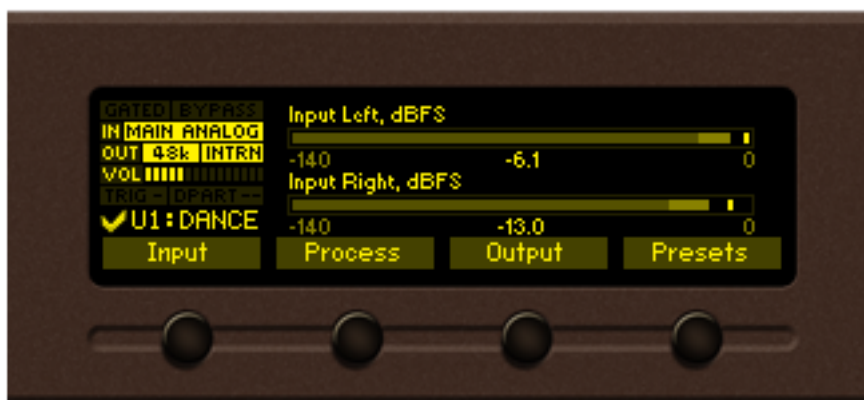 GATED BYPASS
IN MAIN ANALOG
OUT 48k INTRN
VOL
TRIG - DPART --
U1:DANCE
Input Left, dBFS
-140 -6.1 0
Input Right, dBFS
-140 -13.0 0
Input Process Output Presets